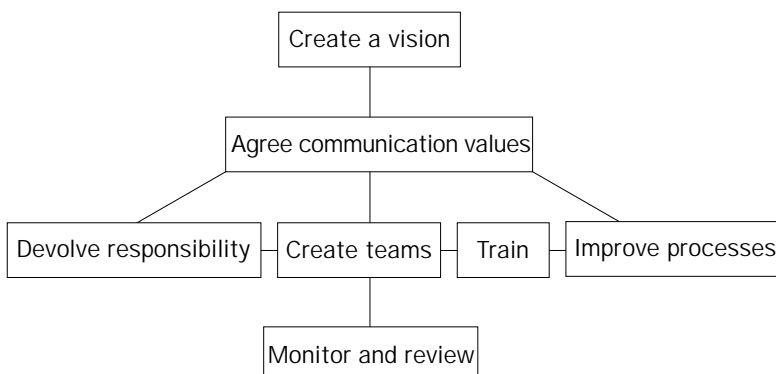 Create a vision
Agree communication values
Devolve responsibility
Create teams
Train
Improve processes
Monitor and review